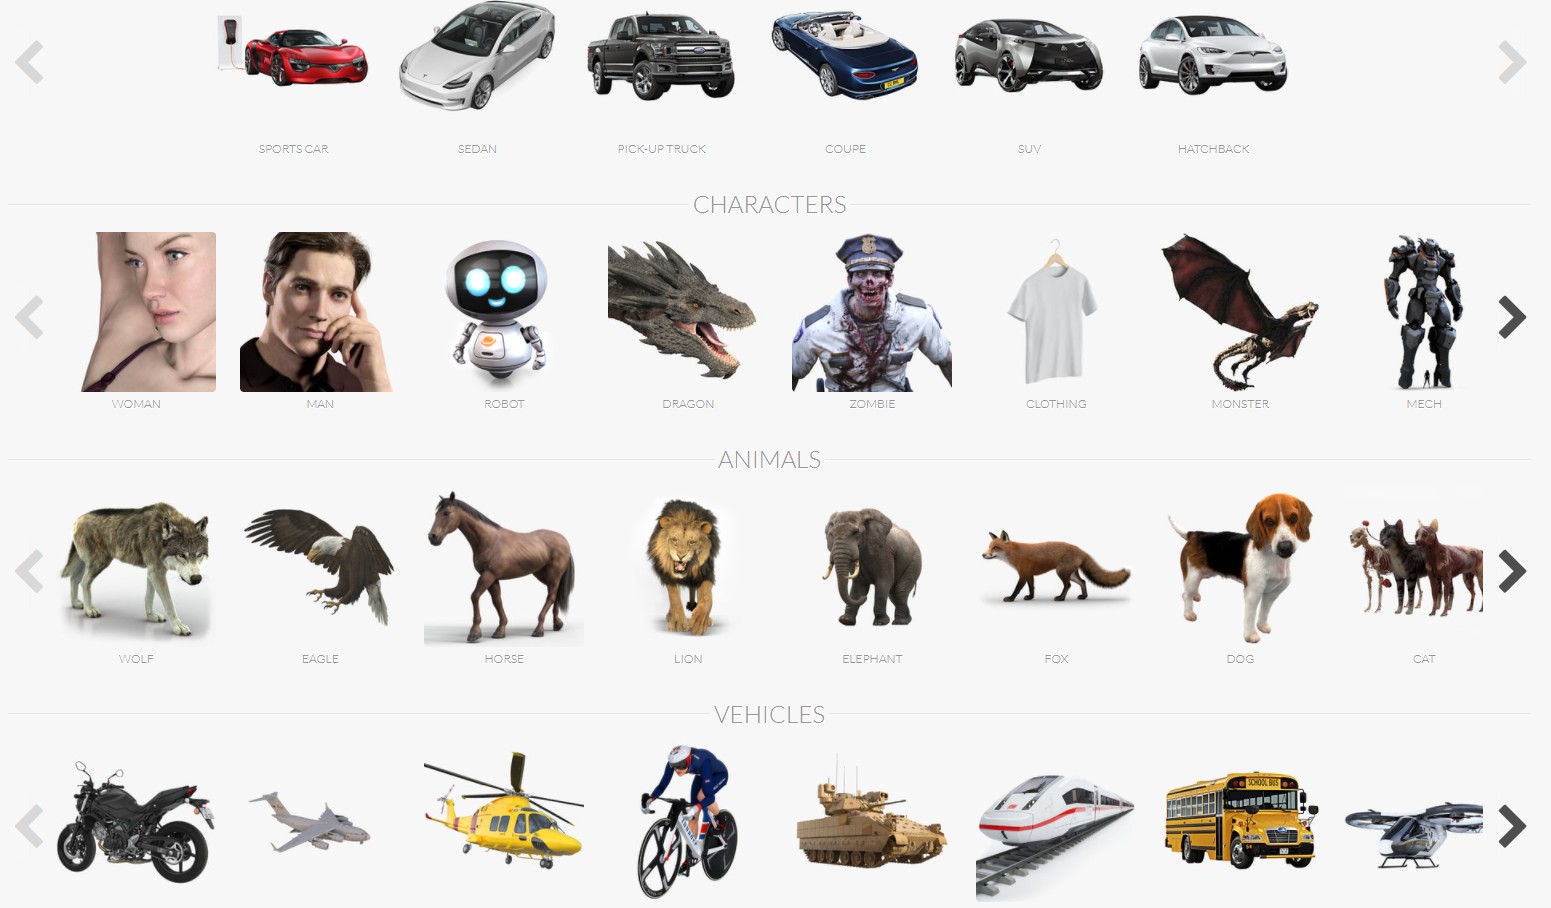 SPORTS CAR
SEDAN
PICK-UP TRUCK
COUPE
SUV
HATCHBACK
CHARACTERS
WOMAN
MAN
ROBOT
DRAGON
ZOMBIE
CLOTHING
MONSTER
MECH
ANIMALS
WOLF
EAGLE
HORSE
LION
ELEPHANT
FOX
DOG
CAT
VEHICLES
SCHOOL BUS